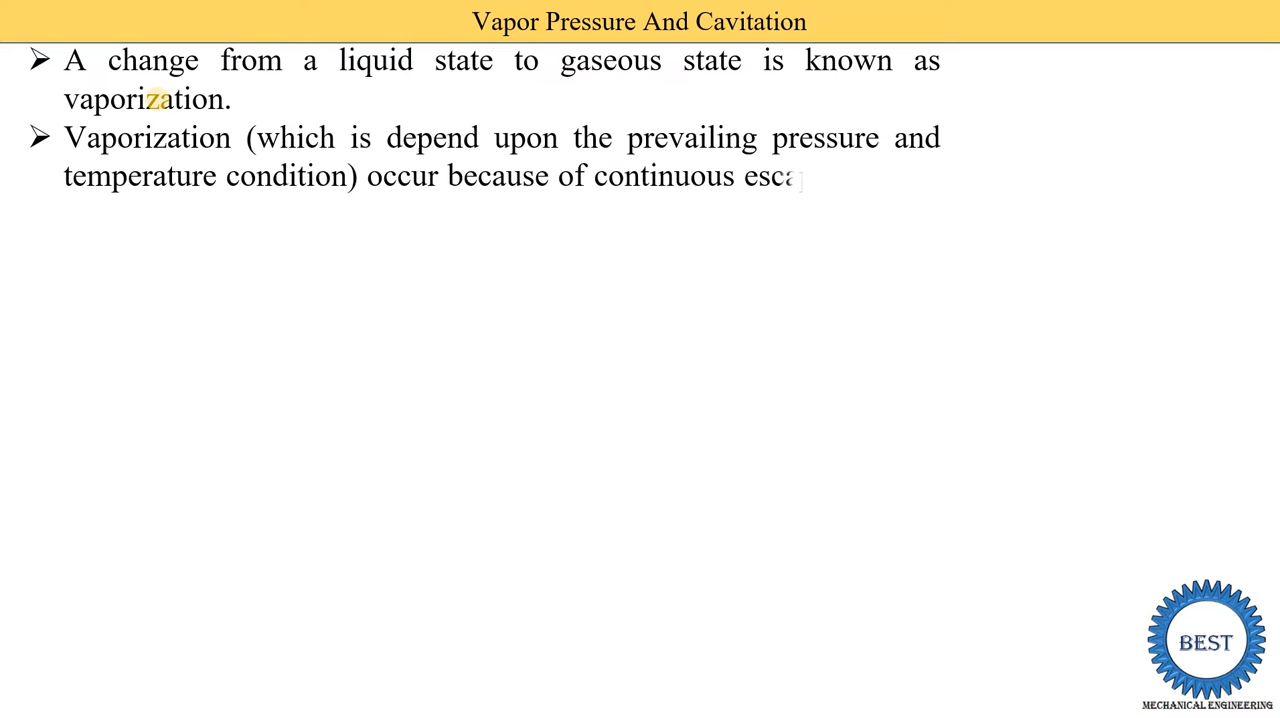 Vapor Pressure And Cavitation
➢ A change from a liquid state to gaseous state is known as
vaporization.
➢ Vaporization (which is depend upon the prevailing pressure and
temperature condition) occur because of continuous
BEST
MECHANICAL ENGINEERING